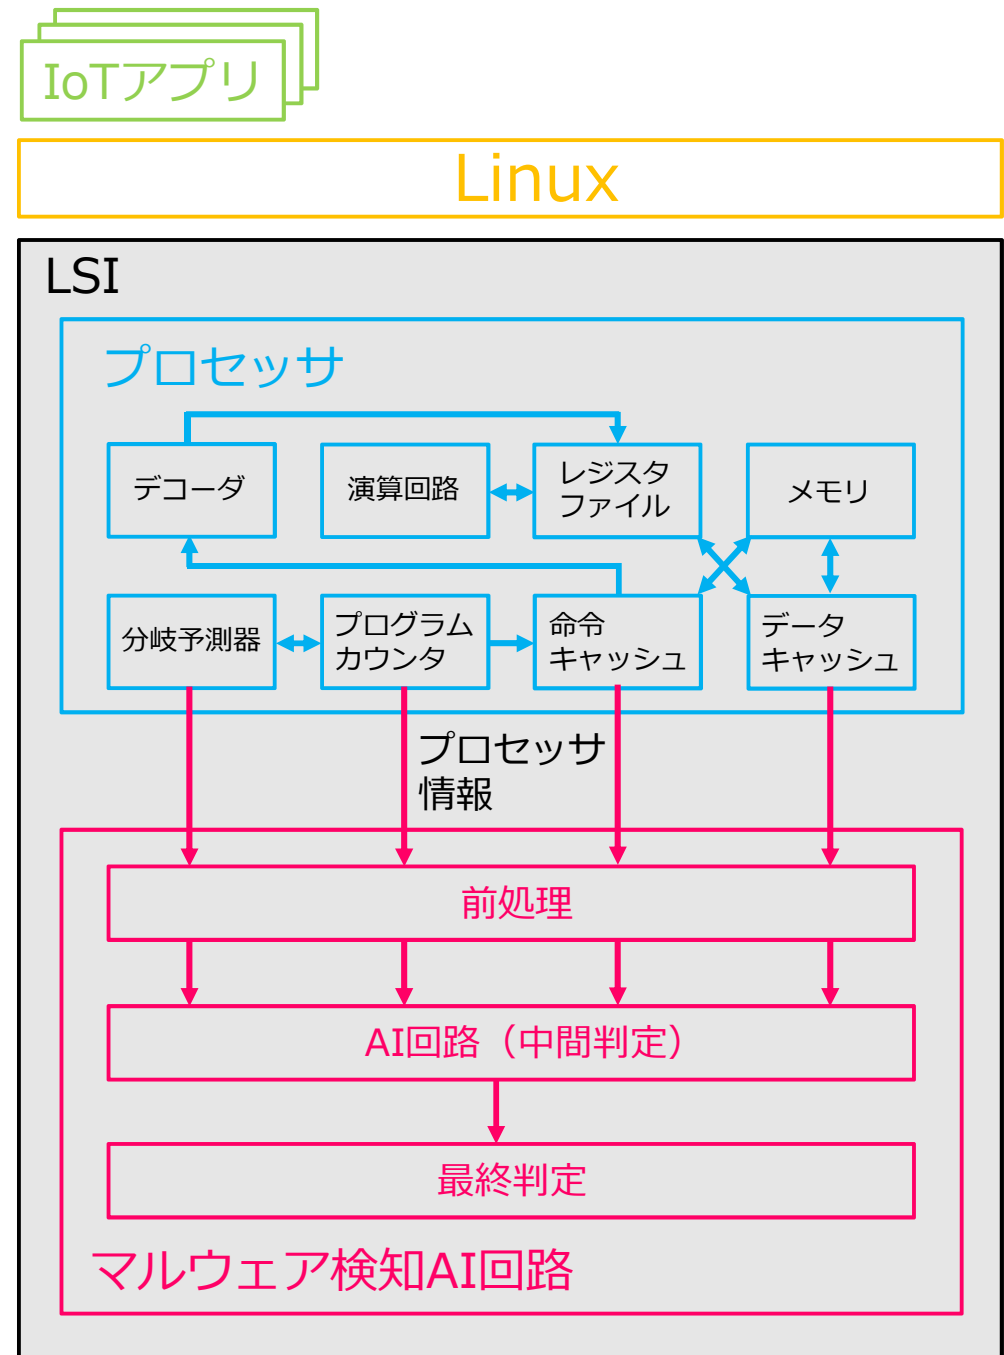 IoTアプリ
Linux
LSI
プロセッサ
デコーダ
演算回路
レジスタ
ファイル
メモリ
分岐予測器
プログラム
カウンタ
命令
キャッシュ
データ
キャッシュ
プロセッサ
情報
前処理
AI回路（中間判定）
最終判定
マルウェア検知AI回路